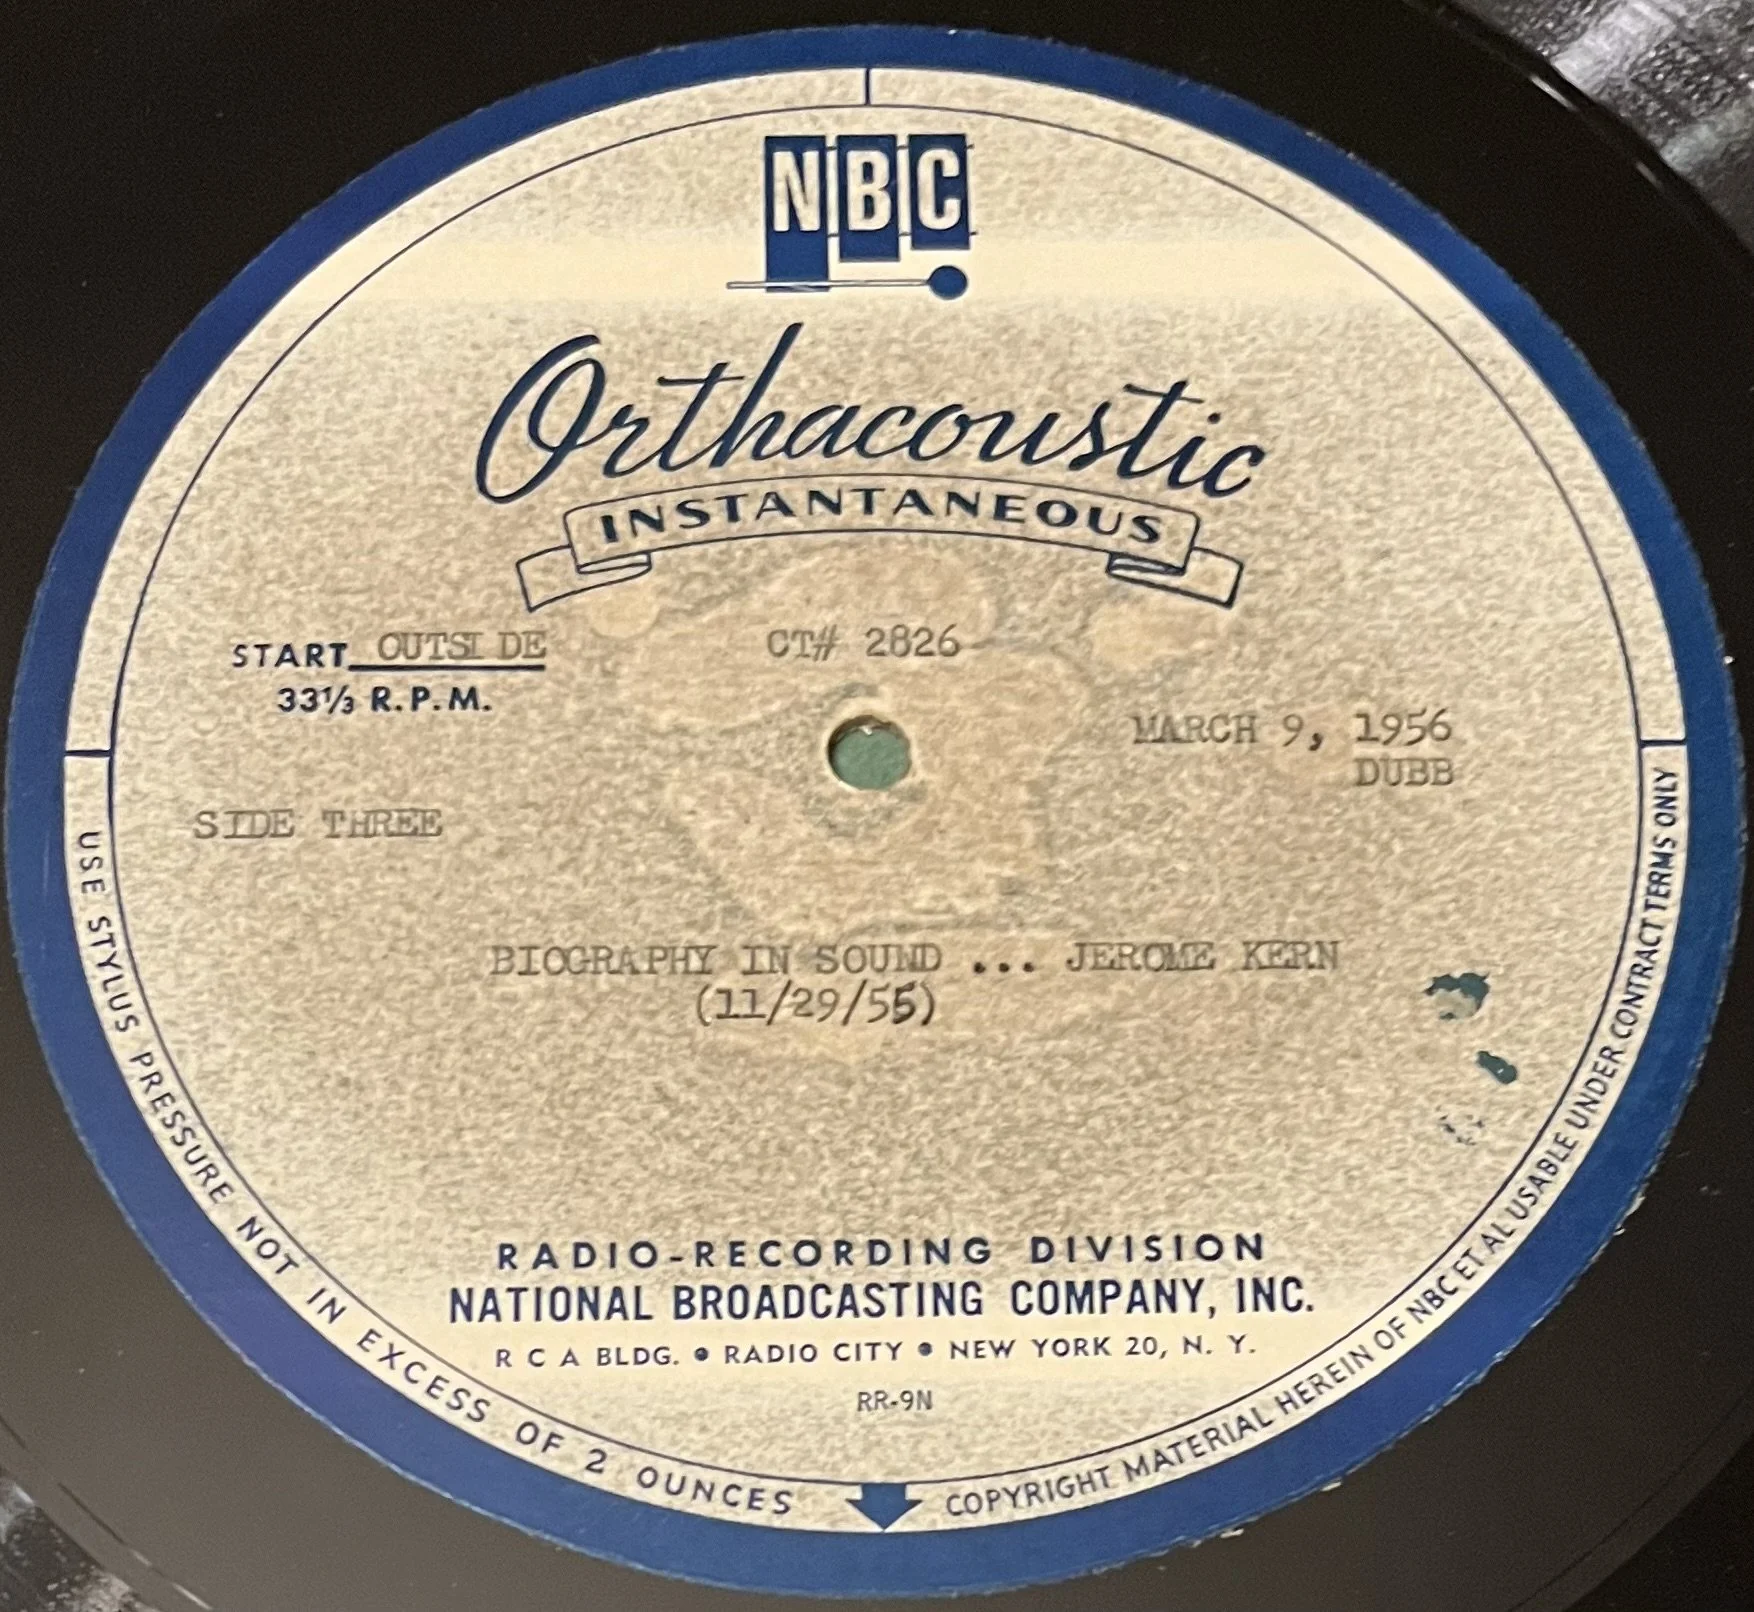 NBC
Orthacoustic
INSTANTANEOUS
START OUTSIDE
33⅓ R.P.M.
CT# 2826
MARCH 9, 1956
DUBB
SIDE THREE
BIOGRAPHY IN SOUND ... JEROME KERN
(11/29/55)
RADIO-RECORDING DIVISION
NATIONAL BROADCASTING COMPANY, INC.
R C A BLDG. • RADIO CITY • NEW YORK 20, N. Y.
RR-9N
USE STYLUS PRESSURE NOT IN EXCESS OF 2 OUNCES
COPYRIGHT MATERIAL HEREIN OF NBC ET AL USABLE UNDER CONTRACT TERMS ONLY